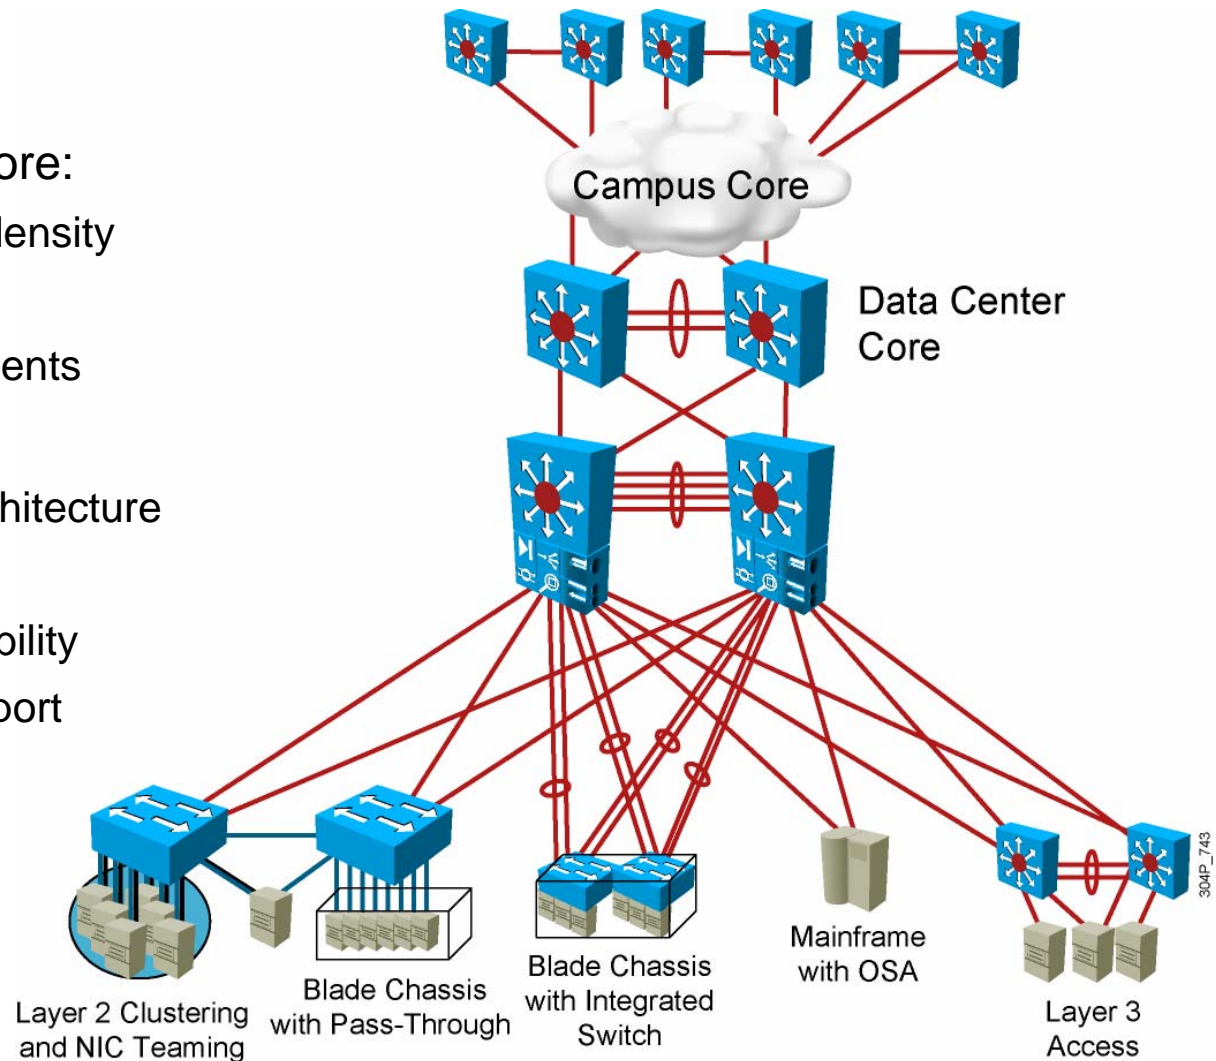 ore:
density
ents
chitecture
bility
port
Campus Core
Data Center
Core
Layer 2 Clustering
and NIC Teaming
Blade Chassis
with Pass-Through
Blade Chassis
with Integrated
Switch
Mainframe
with OSA
Layer 3
Access
304P_743